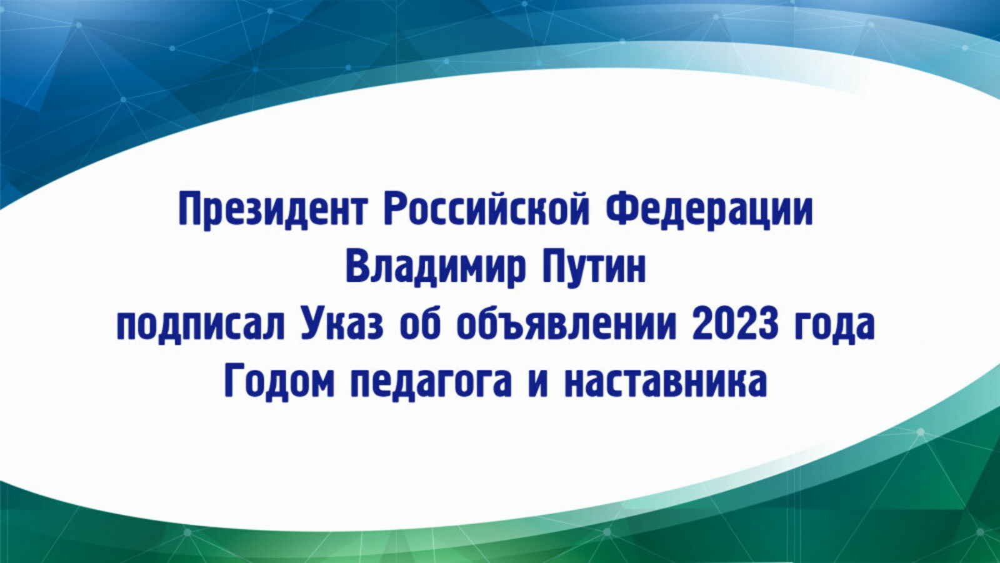 Президент Российской Федерации
Владимир Путин
подписал Указ об объявлении 2023 года
Годом педагога и наставника